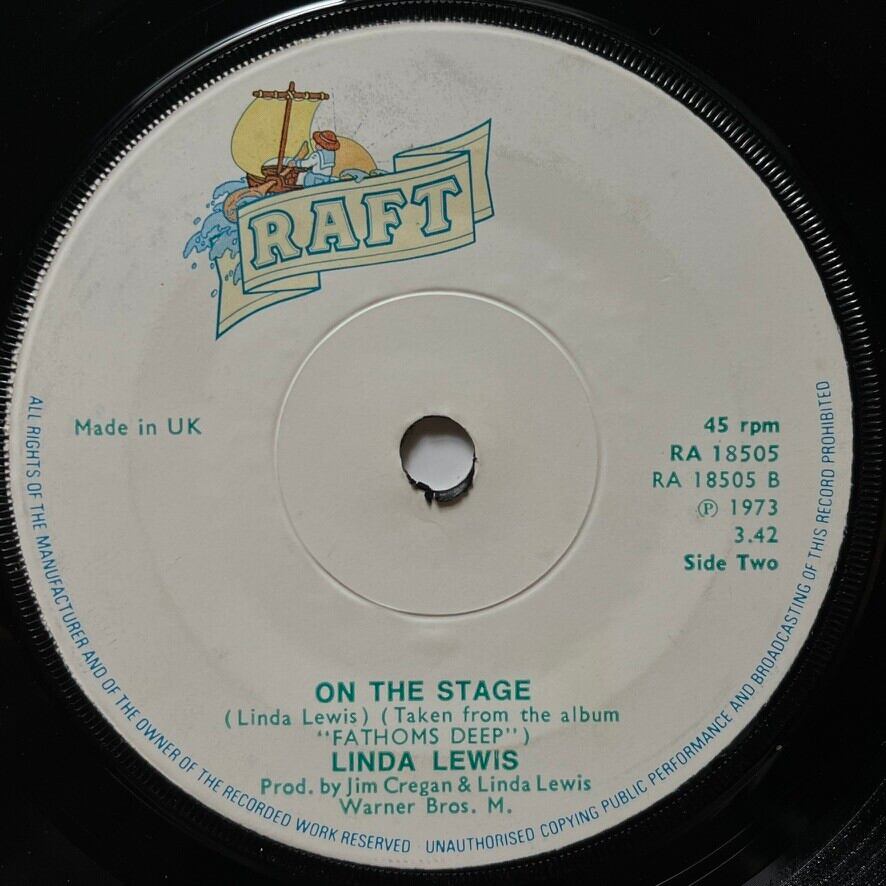 RAFT
Made in UK
45 rpm
RA 18505
RA 18505 B
Ⓟ 1973
3.42
Side Two
ON THE STAGE
(Linda Lewis) (Taken from the album
"FATHOMS DEEP")
LINDA LEWIS
Prod. by Jim Cregan & Linda Lewis
Warner Bros. M.
ALL RIGHTS OF THE MANUFACTURER AND OF THE OWNER OF THE RECORDED WORK RESERVED UNAUTHORISED COPYING PUBLIC PERFORMANCE AND BROADCASTING OF THIS RECORD PROHIBITED